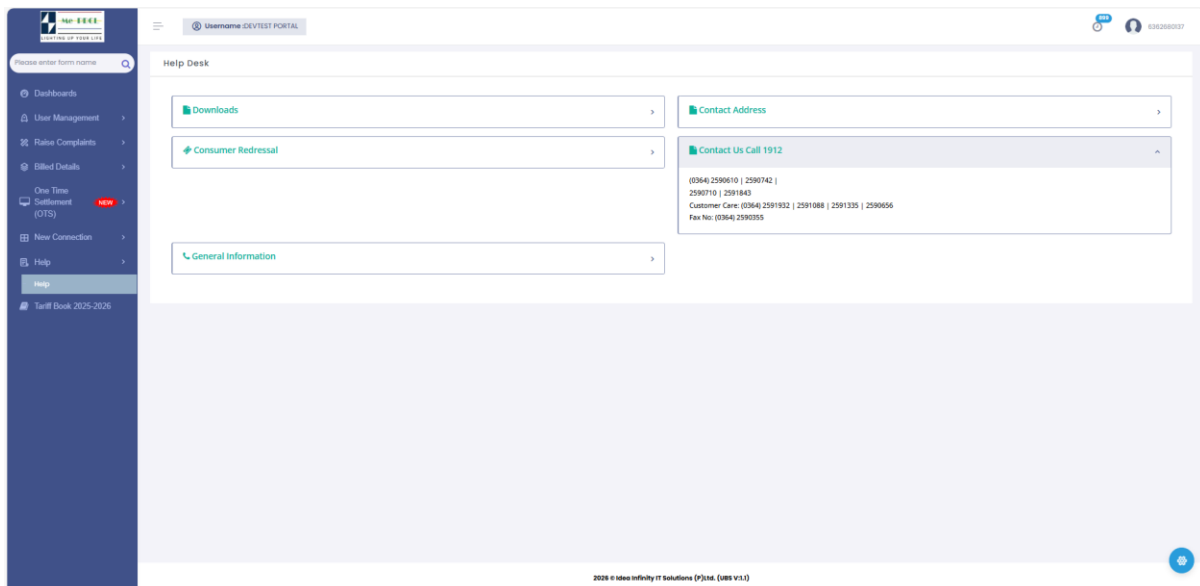 Me-PDCL
LIGHTING UP YOUR LIFE
Please enter form name
Dashboards
User Management
Raise Complaints
Billed Details
One Time
Settlement
(OTS)
NEW
New Connection
Help
Help
Tariff Book 2025-2026
Username :DEVTEST PORTAL
Help Desk
Downloads
Contact Address
Consumer Redressal
Contact Us Call 1912
(0364) 2590610 | 2590742 |
2590710 | 2591843
Customer Care: (0364) 2591932 | 2591088 | 2591335 | 2590656
Fax No: (0364) 2590355
General Information
2026 © Idea Infinity IT Solutions (P)Ltd. (UBS V:1.1)